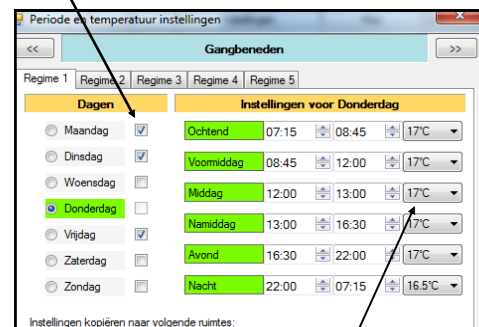 Periode en temperatuur instellingen
<< Gangbeneden >>
Regime 1 Regime 2 Regime 3 Regime 4 Regime 5
Dagen Instellingen voor Donderdag
Maandag Ochtend 07:15 08:45 17°C
Dinsdag Voormiddag 08:45 12:00 17°C
Woensdag Middag 12:00 13:00 17°C
Donderdag Namiddag 13:00 16:30 17°C
Vrijdag Avond 16:30 22:00 17°C
Zaterdag Nacht 22:00 07:15 16.5°C
Zondag
Instellingen kopiëren naar volgende ruimtes: